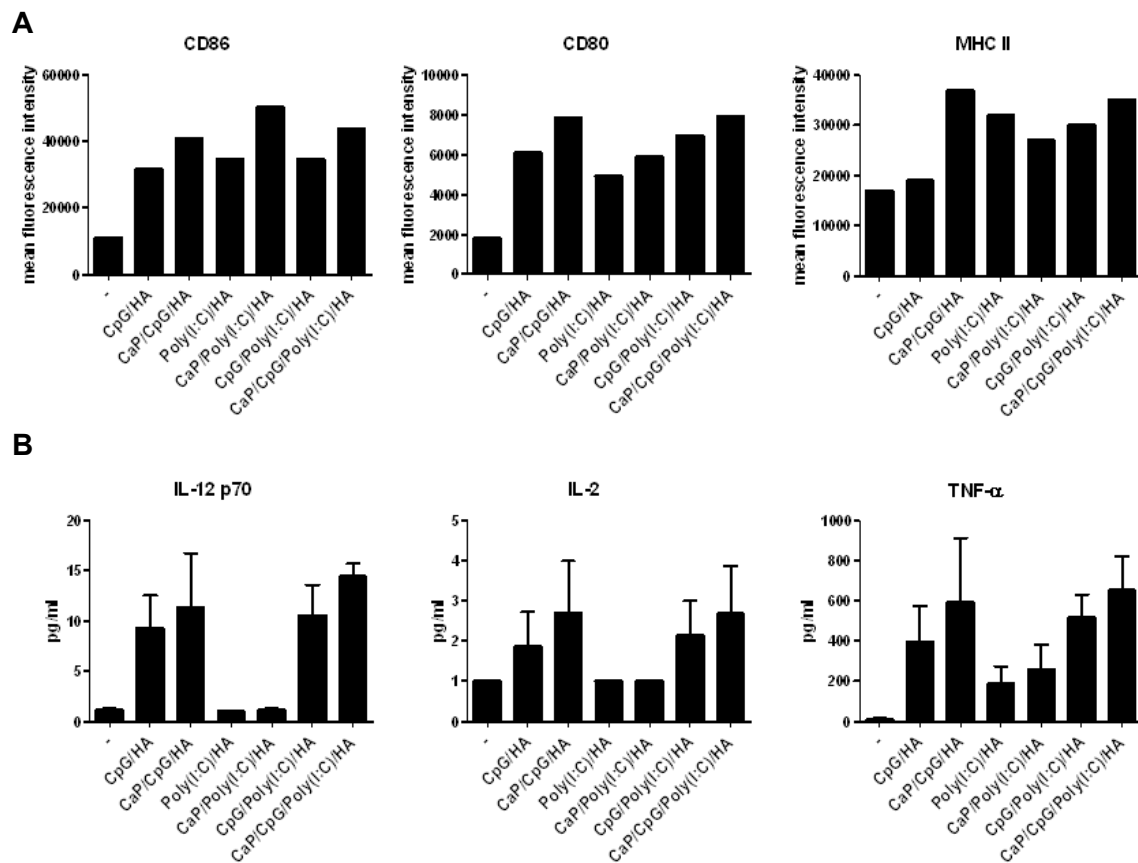 A
CD86
mean fluorescence intensity
60000
40000
20000
0
-
CpG/HA
CaP/CpG/HA
Poly(I:C)/HA
CaP/Poly(I:C)/HA
CpG/Poly(I:C)/HA
CaP/CpG/Poly(I:C)/HA
CD80
mean fluorescence intensity
10000
8000
6000
4000
2000
0
-
CpG/HA
CaP/CpG/HA
Poly(I:C)/HA
CaP/Poly(I:C)/HA
CpG/Poly(I:C)/HA
CaP/CpG/Poly(I:C)/HA
MHC II
mean fluorescence intensity
40000
30000
20000
10000
0
-
CpG/HA
CaP/CpG/HA
Poly(I:C)/HA
CaP/Poly(I:C)/HA
CpG/Poly(I:C)/HA
CaP/CpG/Poly(I:C)/HA
B
IL-12 p70
pg/ml
20
15
10
5
0
-
CpG/HA
CaP/CpG/HA
Poly(I:C)/HA
CaP/Poly(I:C)/HA
CpG/Poly(I:C)/HA
CaP/CpG/Poly(I:C)/HA
IL-2
pg/ml
5
4
3
2
1
0
-
CpG/HA
CaP/CpG/HA
Poly(I:C)/HA
CaP/Poly(I:C)/HA
CpG/Poly(I:C)/HA
CaP/CpG/Poly(I:C)/HA
TNF-α
pg/ml
1000
800
600
400
200
0
-
CpG/HA
CaP/CpG/HA
Poly(I:C)/HA
CaP/Poly(I:C)/HA
CpG/Poly(I:C)/HA
CaP/CpG/Poly(I:C)/HA